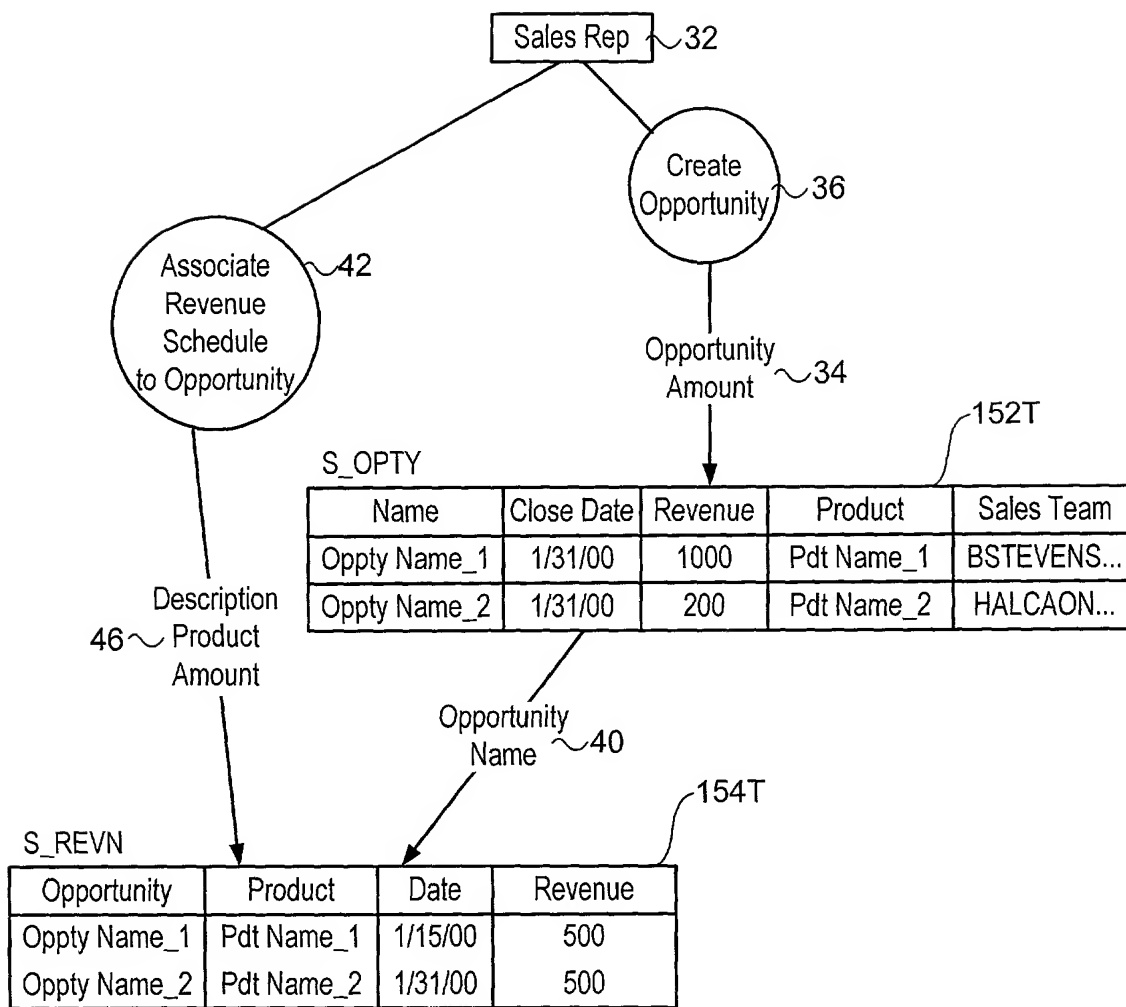 Sales Rep 32
Create
Opportunity 36
Associate 42
Revenue
Schedule
to Opportunity
Opportunity
Amount 34
152T
S_OPTY
Name Close Date Revenue Product Sales Team
Oppty Name_1 1/31/00 1000 Pdt Name_1 BSTEVENS...
Oppty Name_2 1/31/00 200 Pdt Name_2 HALCAON...
Description
46 Product
Amount
Opportunity
Name 40
154T
S_REVN
Opportunity Product Date Revenue
Oppty Name_1 Pdt Name_1 1/15/00 500
Oppty Name_2 Pdt Name_2 1/31/00 500